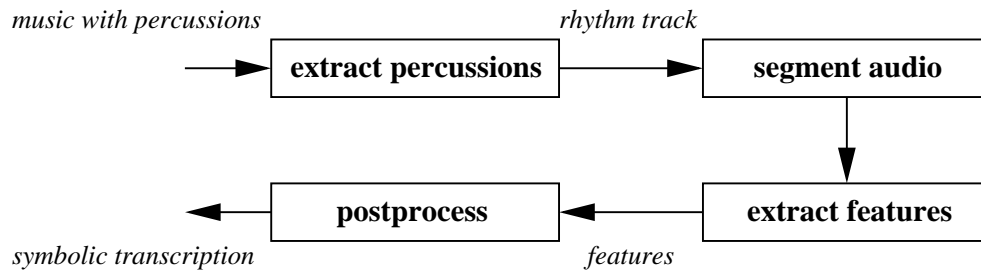 music with percussions
rhythm track
extract percussions
segment audio
postprocess
extract features
symbolic transcription
features